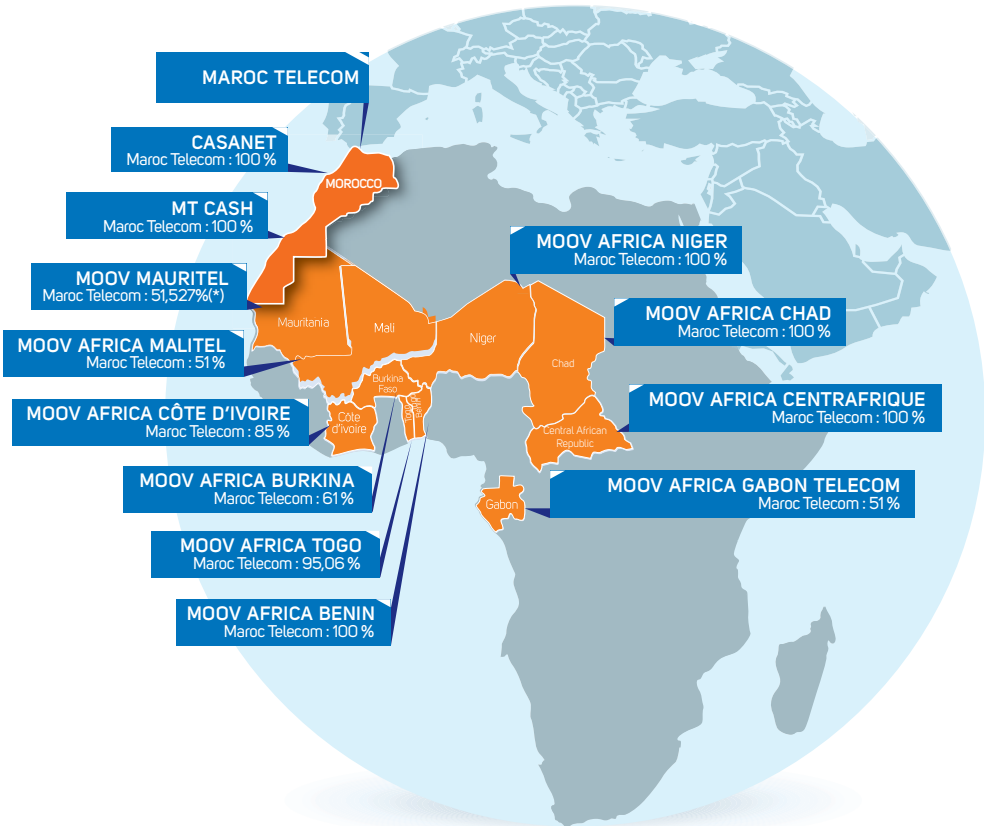 MAROC TELECOM
CASANET
Maroc Telecom : 100 %
MOROCCO
MT CASH
Maroc Telecom : 100 %
MOOV AFRICA NIGER
Maroc Telecom : 100 %
MOOV MAURITEL
Maroc Telecom : 51,527%(*)
MOOV AFRICA CHAD
Maroc Telecom : 100 %
Mauritania
Mali
Niger
Chad
MOOV AFRICA MALITEL
Maroc Telecom : 51 %
Burkina
Faso
MOOV AFRICA CENTRAFRIQUE
Maroc Telecom : 100 %
MOOV AFRICA CÔTE D'IVOIRE
Maroc Telecom : 85 %
Côte
d'ivoire
Togo
Benin
Central African
Republic
MOOV AFRICA BURKINA
Maroc Telecom : 61 %
MOOV AFRICA GABON TELECOM
Maroc Telecom : 51 %
Gabon
MOOV AFRICA TOGO
Maroc Telecom : 95,06 %
MOOV AFRICA BENIN
Maroc Telecom : 100 %